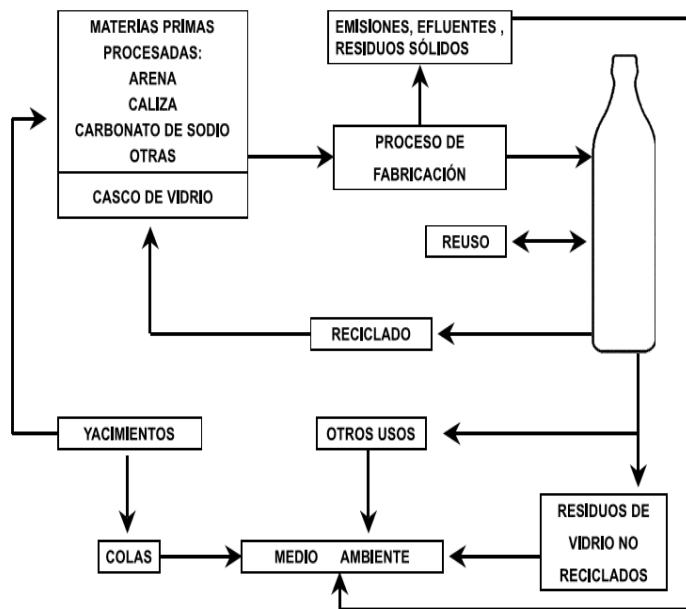 MATERÍAS PRIMAS
PROCESADAS:
ARENA
CALIZA
CARBONATO DE SODIO
OTRAS
CASCO DE VIDRIO
EMISIONES, EFLUENTES ,
RESIDUOS SÓLIDOS
PROCESO DE
FABRICACIÓN
REUSO
RECICLADO
YACIMIENTOS
OTROS USOS
COLAS
MEDIO AMBIENTE
RESIDUOS DE
VIDRIO NO
RECICLADOS